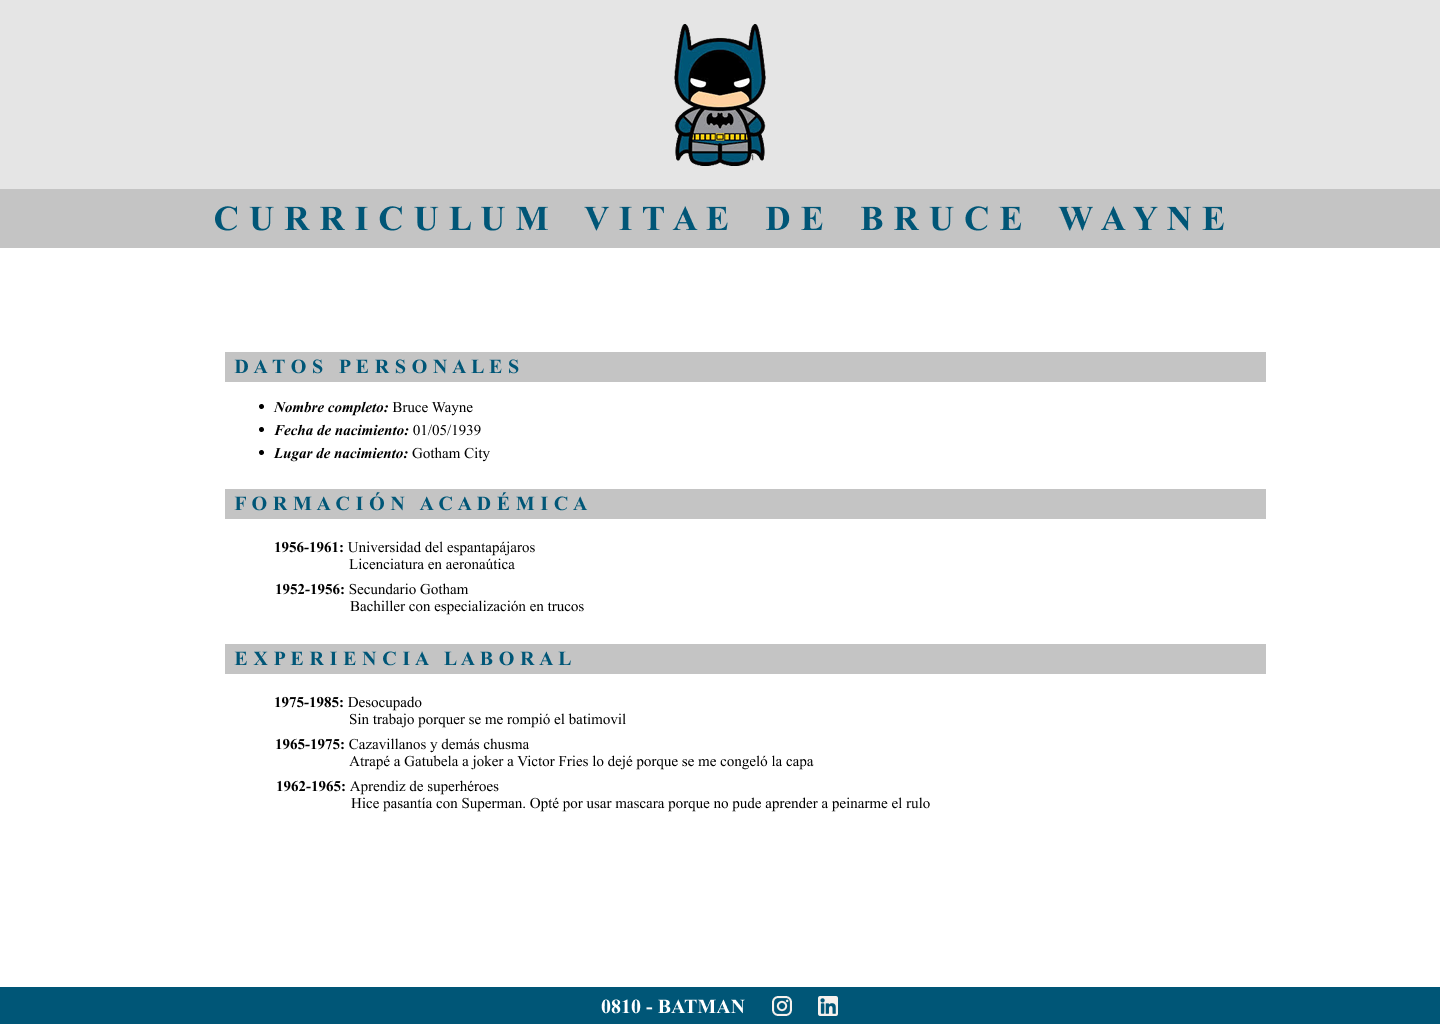 CURRICULUM VITAE DE BRUCE WAYNE
DATOS PERSONALES
Nombre completo: Bruce Wayne
Fecha de nacimiento: 01/05/1939
Lugar de nacimiento: Gotham City
FORMACIÓN ACADÉMICA
1956-1961: Universidad del espantapájaros
Licenciatura en aeronaútica
1952-1956: Secundario Gotham
Bachiller con especialización en trucos
EXPERIENCIA LABORAL
1975-1985: Desocupado
Sin trabajo porquer se me rompió el batimovil
1965-1975: Cazavillanos y demás chusma
Atrapé a Gatubela a joker a Victor Fries lo dejé porque se me congeló la capa
1962-1965: Aprendiz de superhéroes
Hice pasantía con Superman. Opté por usar mascara porque no pude aprender a peinarme el rulo
0810 - BATMAN